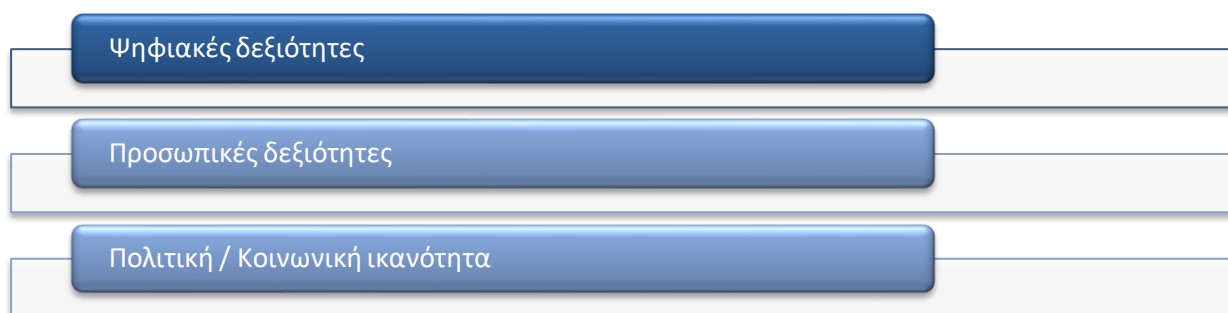 Ψηφιακές δεξιότητες
Προσωπικές δεξιότητες
Πολιτική / Κοινωνική ικανότητα